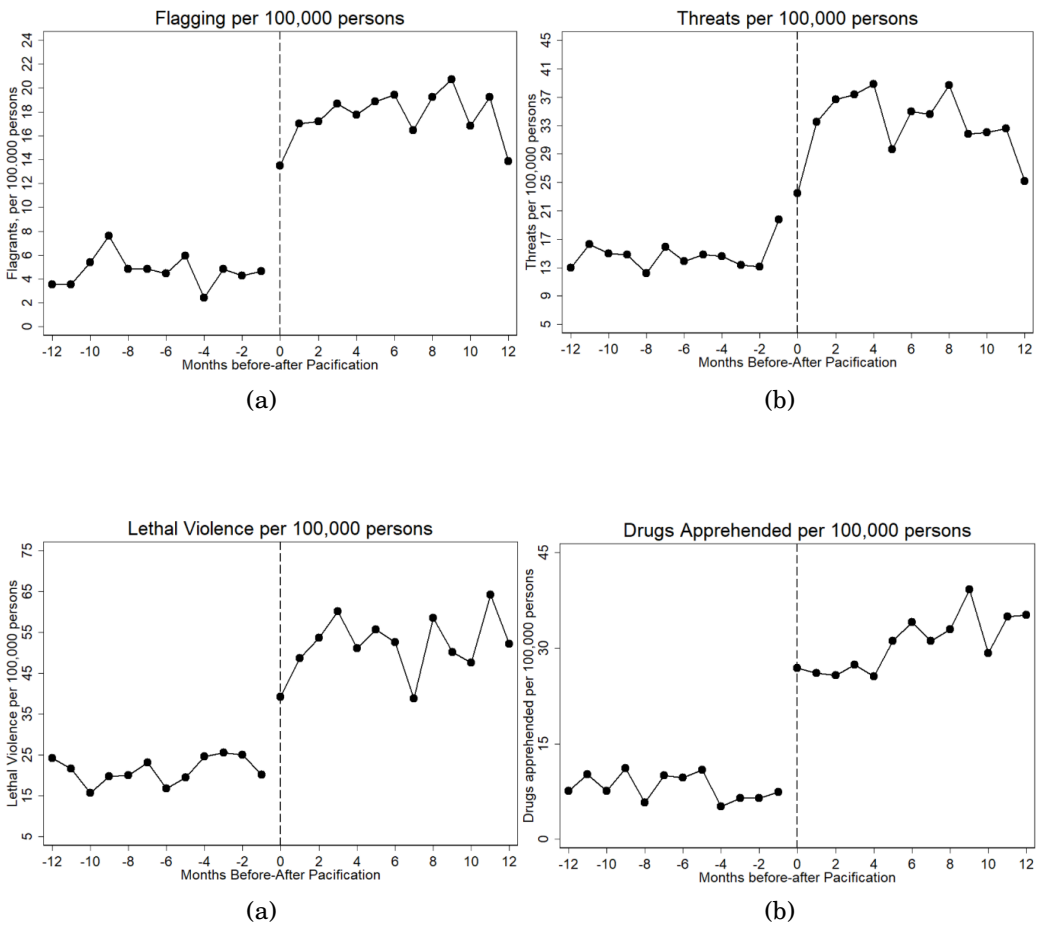 Flagging per 100,000 persons
Flagrants, per 100,000 persons
24
22
20
18
16
14
12
10
8
6
4
2
0
-12 -10 -8 -6 -4 -2 0 2 4 6 8 10 12
Months before-after Pacification
(a)
Threats per 100,000 persons
Threats per 100,000 persons
45
41
37
33
29
25
21
17
13
9
5
-12 -10 -8 -6 -4 -2 0 2 4 6 8 10 12
Months Before-After Pacification
(b)
Lethal Violence per 100,000 persons
Lethal Violence per 100,000 persons
75
65
55
45
35
25
15
5
-12 -10 -8 -6 -4 -2 0 2 4 6 8 10 12
Months Before-After Pacification
(a)
Drugs Apprehended per 100,000 persons
Drugs apprehended per 100,000 persons
45
30
15
0
-12 -10 -8 -6 -4 -2 0 2 4 6 8 10 12
Months before-after Pacification
(b)